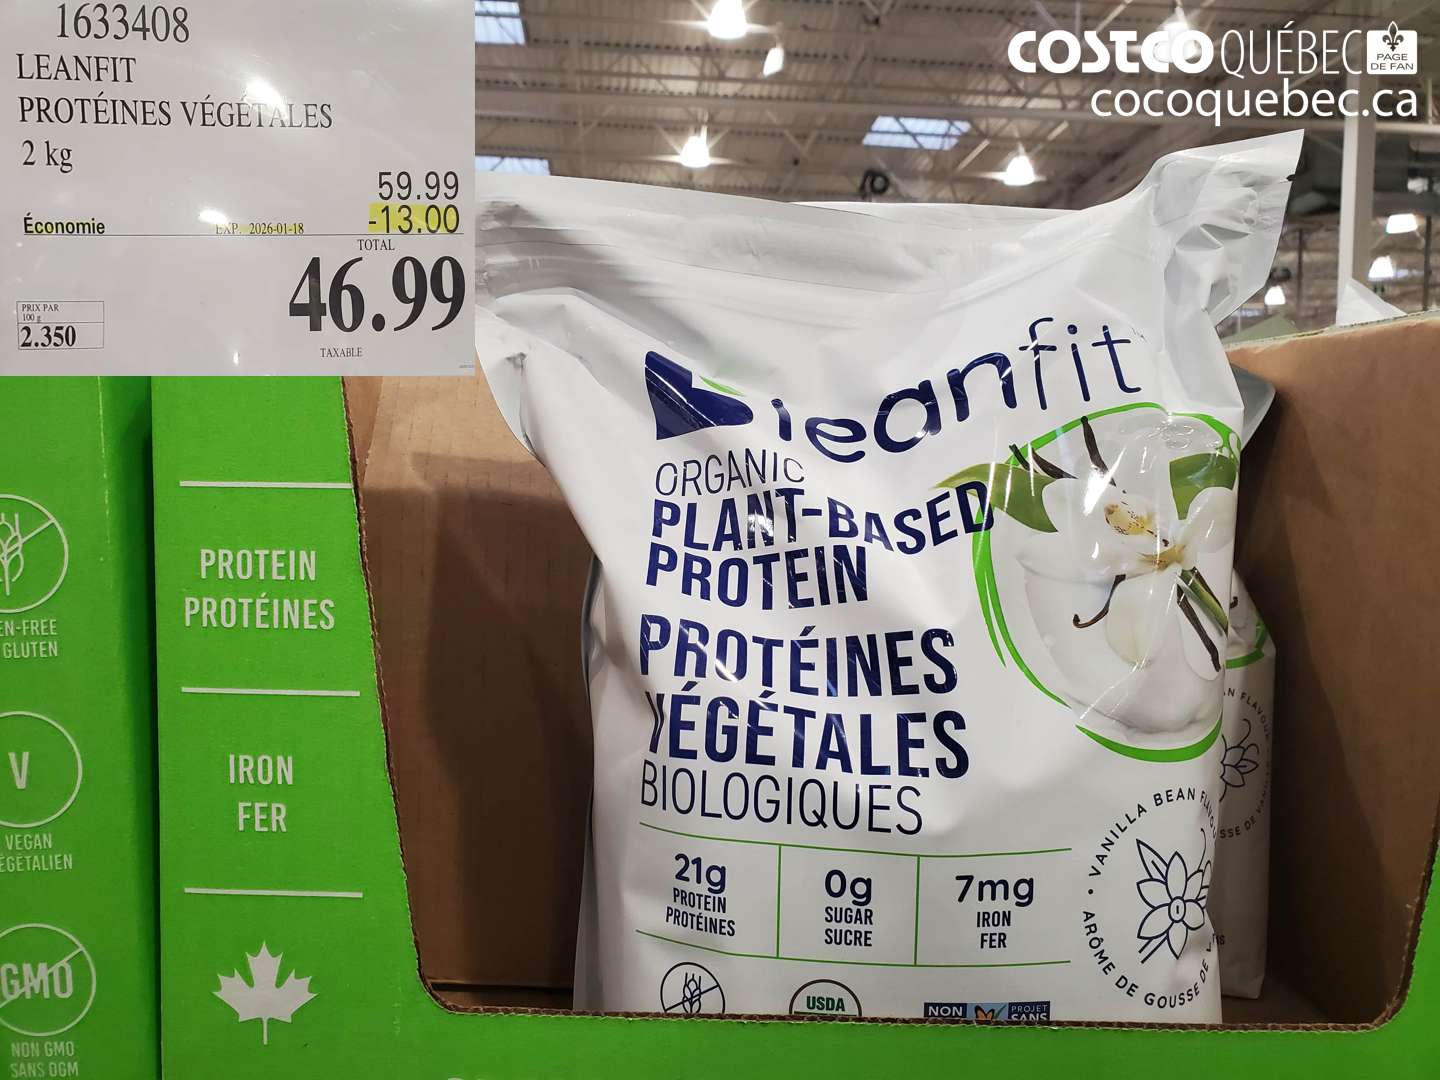 1633408
LEANFIT
PROTÉINES VÉGÉTALES
2 kg
59.99
Économie EXP. 2026-01-18 -13.00
TOTAL
46.99
PRIX PAR
100 g
2.350
TAXABLE
COSTCO QUÉBEC PAGE DE FAN
cocoquebec.ca
leanfit
ORGANIC
PLANT-BASED
PROTEIN
PROTÉINES
VÉGÉTALES
BIOLOGIQUES
21g
PROTEIN
PROTÉINES
0g
SUGAR
SUCRE
7mg
IRON
FER
USDA
NON
PROJET
SANS
• VANILLA BEAN
ARÔME DE GOUSSE DE
PROTEIN
PROTÉINES
IRON
FER
EN-FREE
GLUTEN
V
VEGAN
ÉGÉTALIEN
GMO
NON GMO
SANS OGM